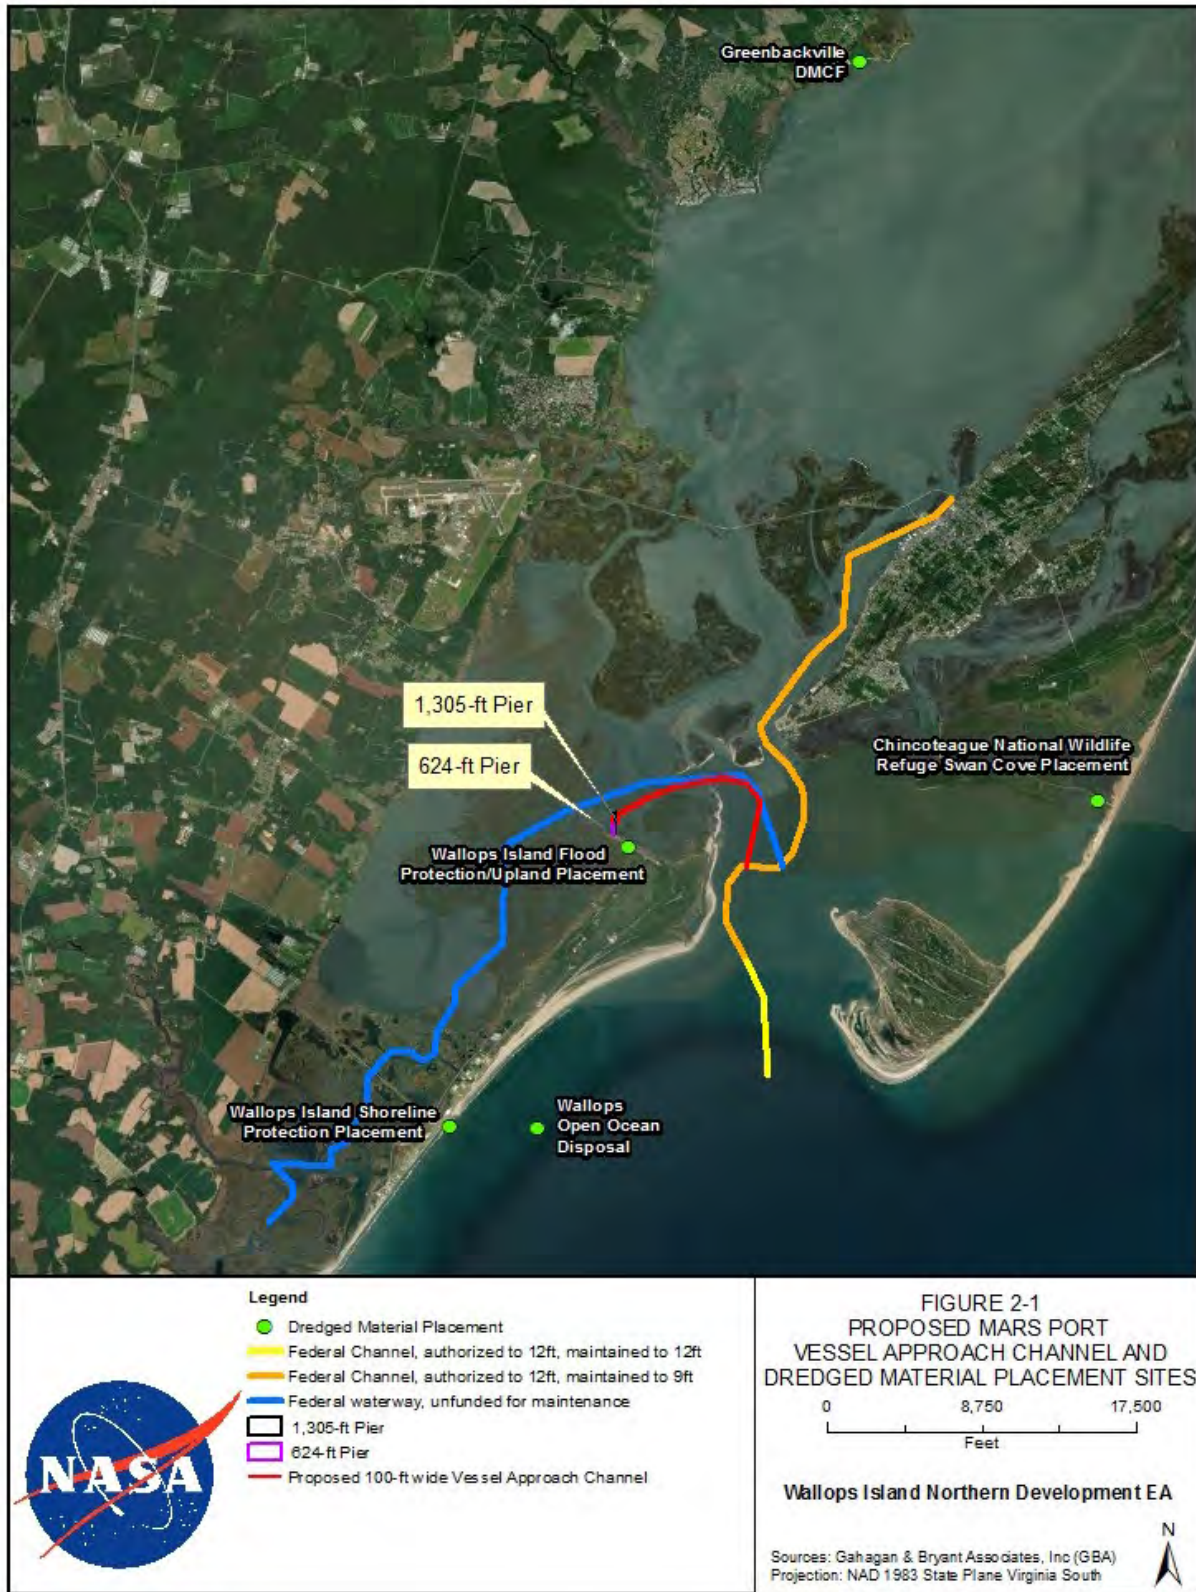 Greenbackville
DMCF
1,305-ft Pier
624-ft Pier
Chincoteague National Wildlife
Refuge Swan Cove Placement
Wallops Island Flood
Protection/Upland Placement
Wallops Island Shoreline
Protection Placement
Wallops
Open Ocean
Disposal
Legend
Dredged Material Placement
Federal Channel, authorized to 12ft, maintained to 12ft
Federal Channel, authorized to 12ft, maintained to 9ft
Federal waterway, unfunded for maintenance
1,305-ft Pier
624-ft Pier
Proposed 100-ft wide Vessel Approach Channel
NASA
FIGURE 2-1
PROPOSED MARS PORT
VESSEL APPROACH CHANNEL AND
DREDGED MATERIAL PLACEMENT SITES
0 8,750 17,500
Feet
Wallops Island Northern Development EA
N
Sources: Gahagan & Bryant Associates, Inc (GBA)
Projection: NAD 1983 State Plane Virginia South